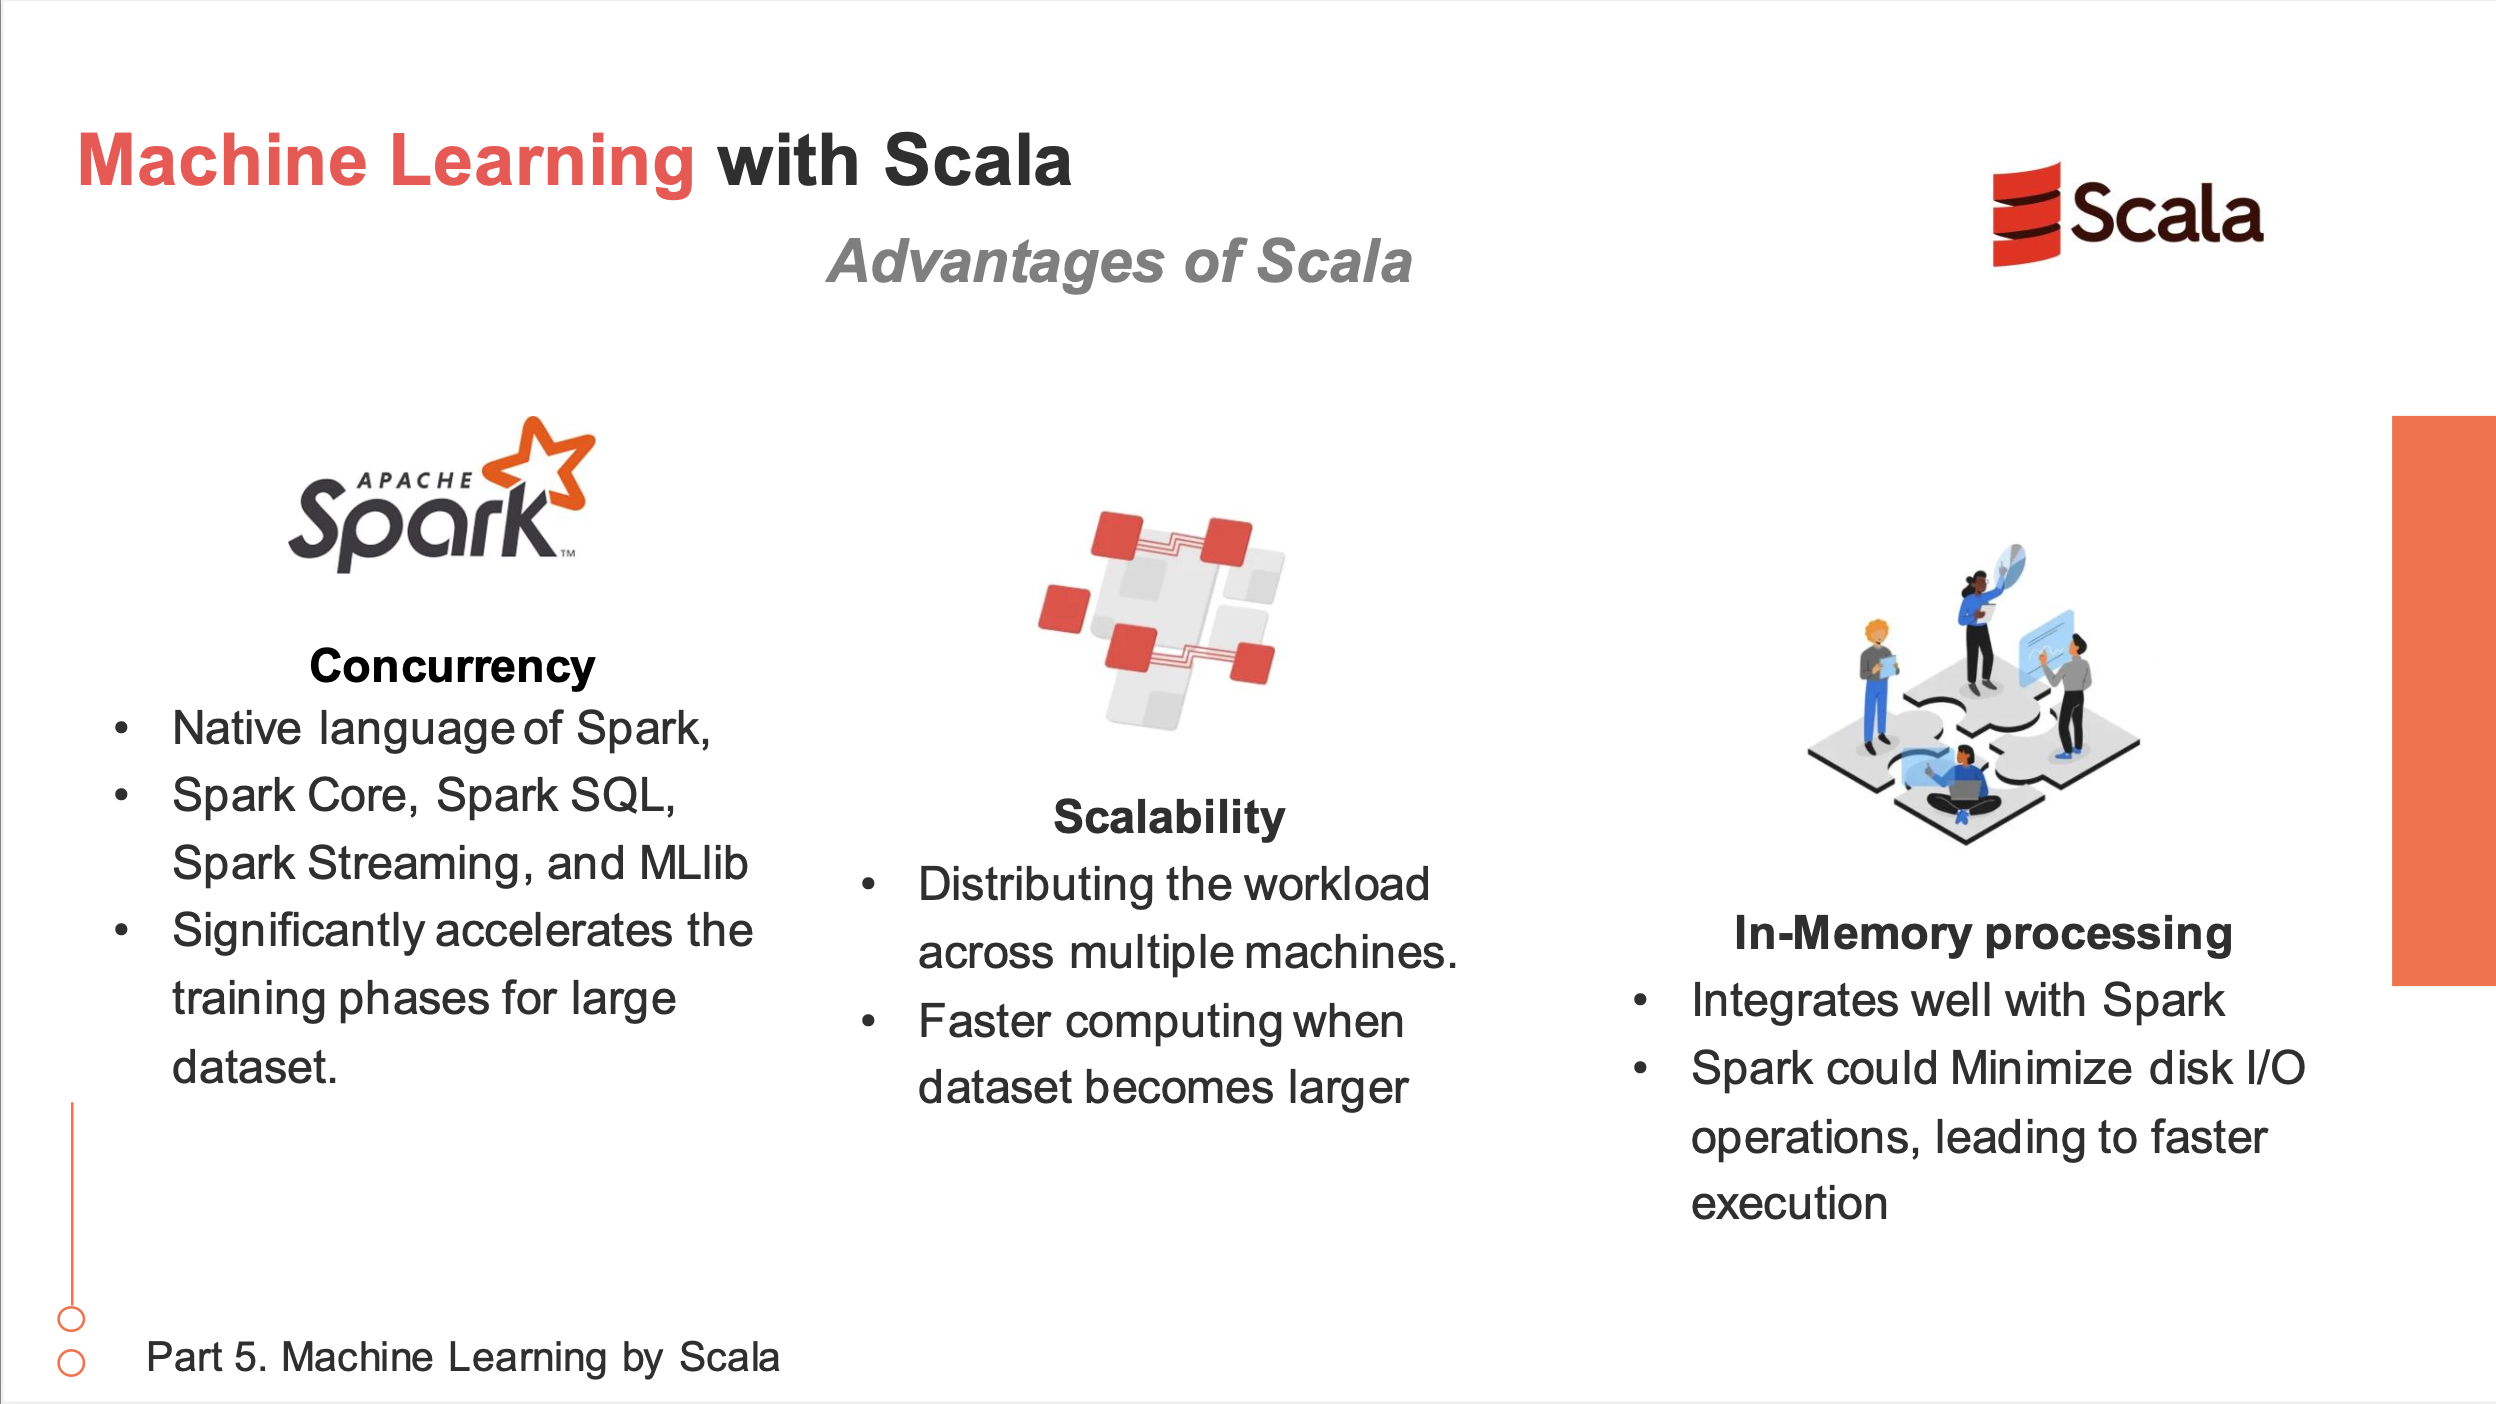 Machine Learning with Scala
Scala
Advantages of Scala
APACHE
Spark™
Concurrency
• Native language of Spark,
• Spark Core, Spark SQL,
Spark Streaming, and MLlib
• Significantly accelerates the
training phases for large
dataset.
Scalability
• Distributing the workload
across multiple machines.
• Faster computing when
dataset becomes larger
In-Memory processing
• Integrates well with Spark
• Spark could Minimize disk I/O
operations, leading to faster
execution
Part 5. Machine Learning by Scala